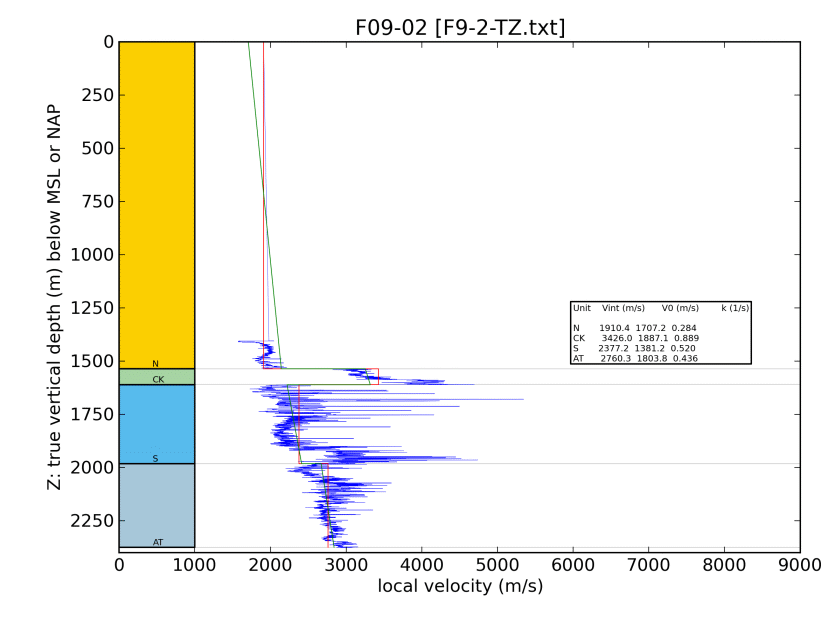 F09-02 [F9-2-TZ.txt]
Z: true vertical depth (m) below MSL or NAP
0
250
500
750
1000
1250
1500
1750
2000
2250
N
CK
S
AT
Unit Vint (m/s) V0 (m/s) k (1/s)
N 1910.4 1707.2 0.284
CK 3426.0 1887.1 0.889
S 2377.2 1381.2 0.520
AT 2760.3 1803.8 0.436
0 1000 2000 3000 4000 5000 6000 7000 8000 9000
local velocity (m/s)